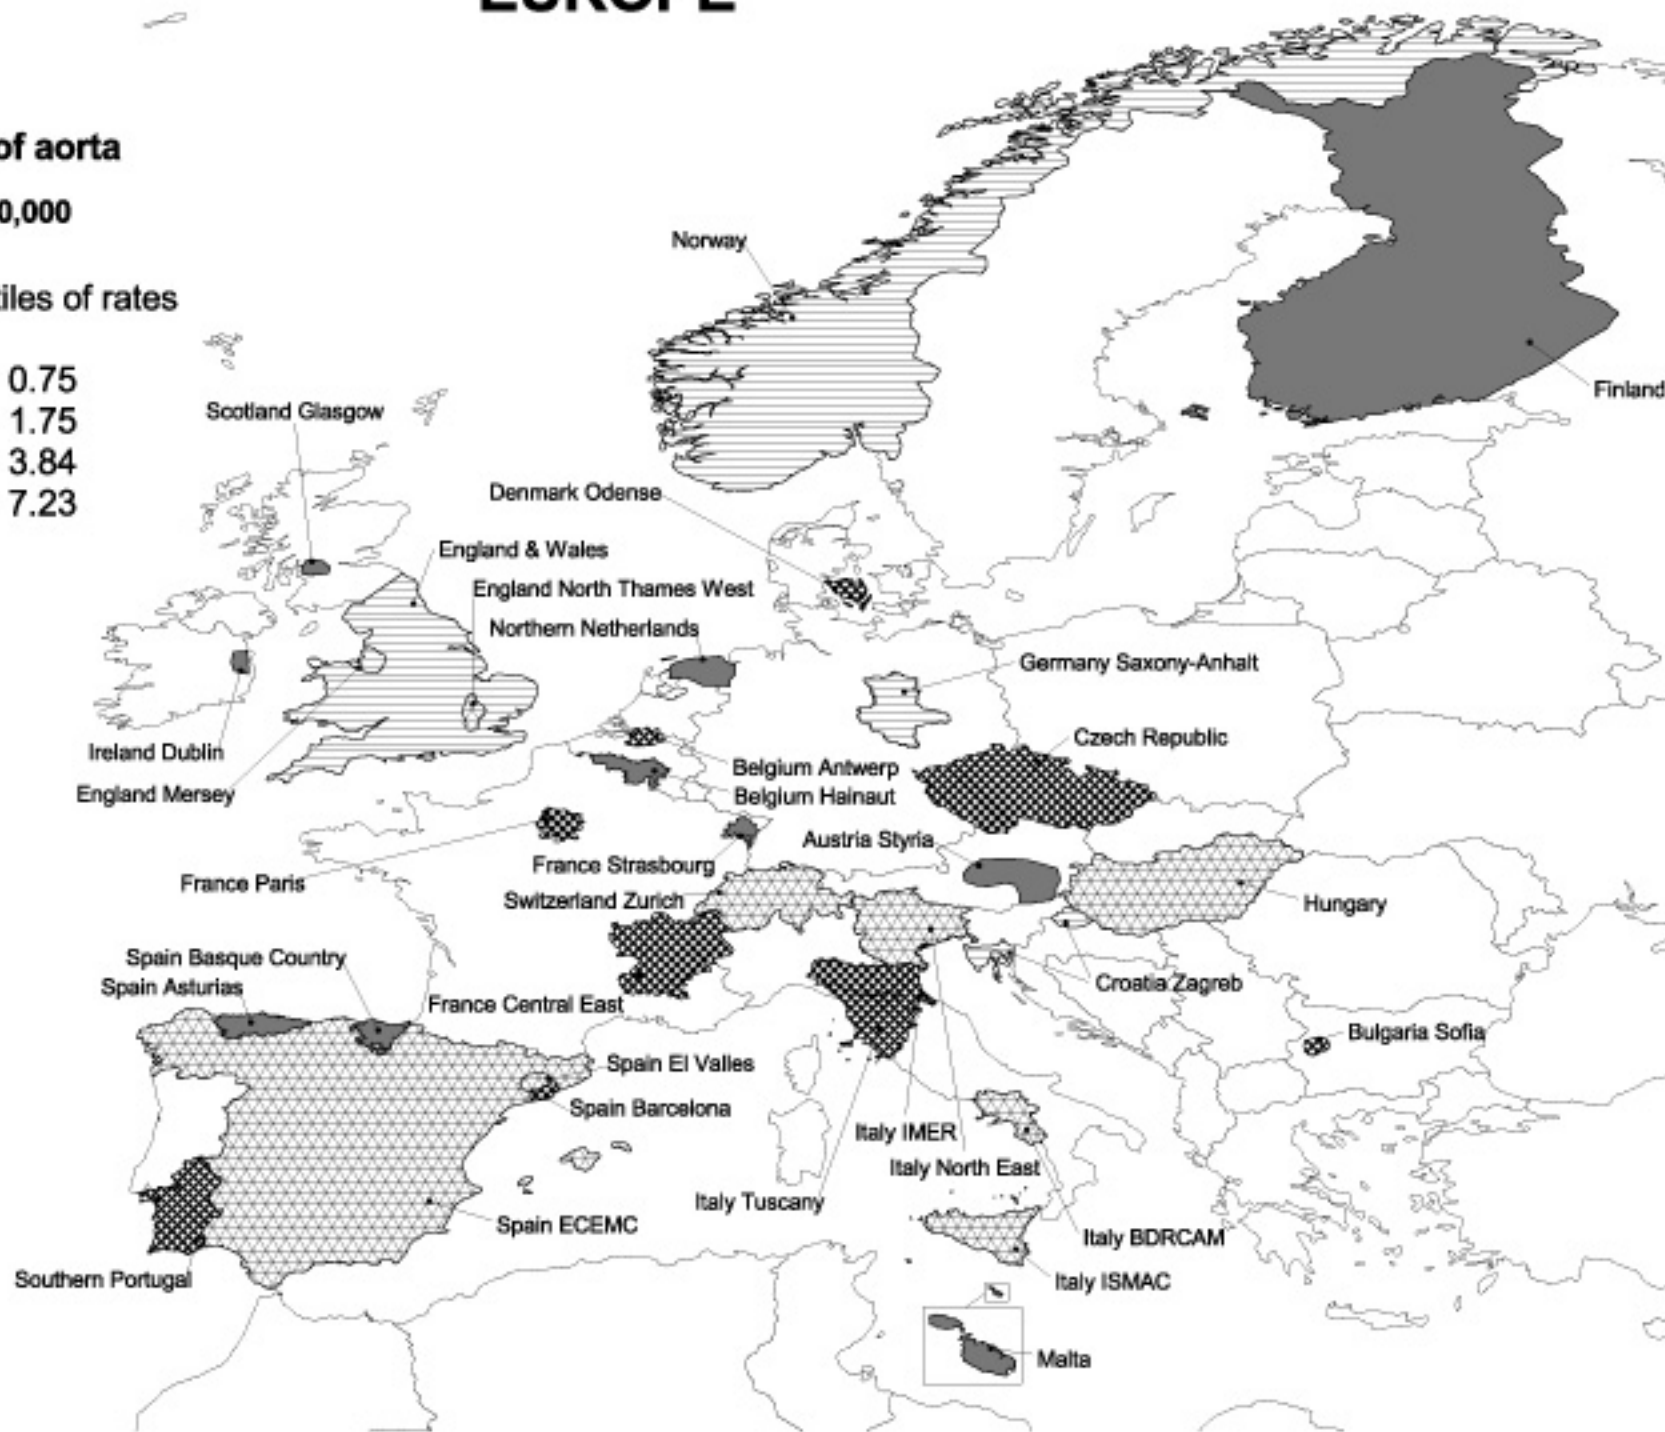 EUROPE
of aorta
0,000
Norway
tiles of rates
0.75
Finland
Scotland Glasgow
1.75
3.84
Denmark Odense
7.23
England & Wales
England North Thames West
Northern Netherlands
Germany Saxony-Anhalt
Czech Republic
Ireland Dublin
Belgium Antwerp
England Mersey
Belgium Hainaut
Austria Styria
France Strasbourg
France Paris
Switzerland Zurich
Hungary
Spain Basque Country
Spain Asturias
Croatia Zagreb
France Central East
Bulgaria Sofia
Spain El Valles
Spain Barcelona
Italy IMER
Italy North East
Italy Tuscany
Spain ECEMC
Italy BDRCAM
Southern Portugal
Italy ISMAC
Malta